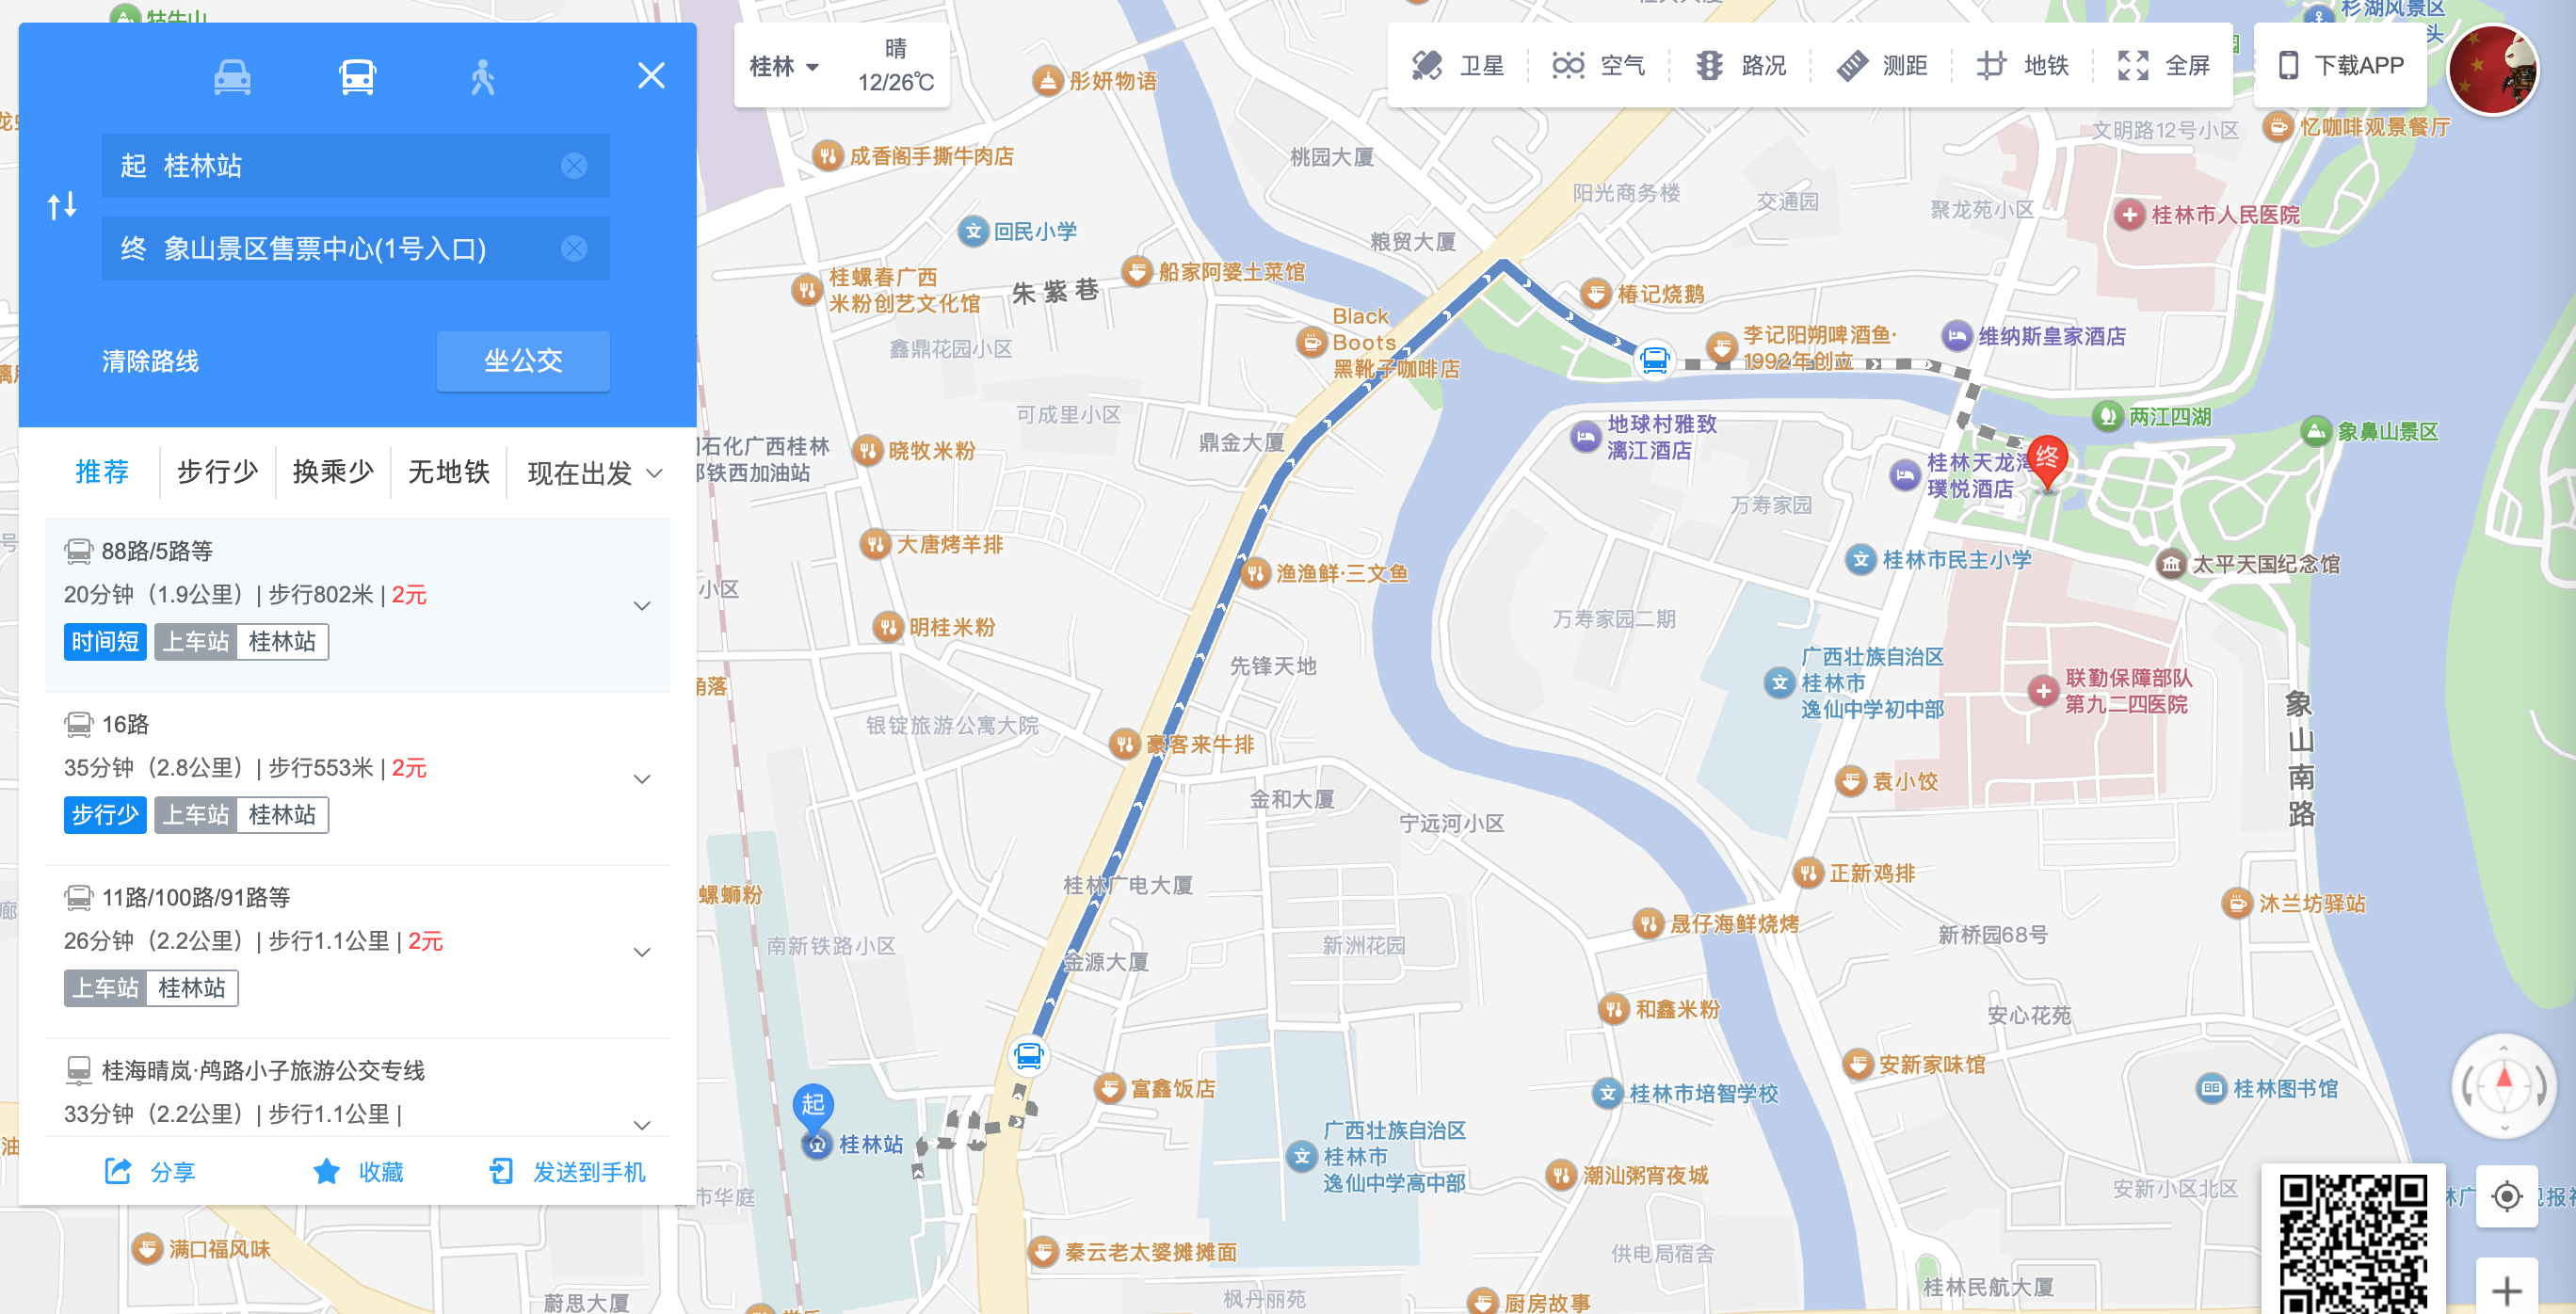 起 桂林站
终 象山景区售票中心(1号入口)
清除路线
坐公交
推荐
步行少
换乘少
无地铁
现在出发
88路/5路等
20分钟（1.9公里）| 步行802米 | 2元
时间短 上车站 桂林站
16路
35分钟（2.8公里）| 步行553米 | 2元
步行少 上车站 桂林站
11路/100路/91路等
26分钟（2.2公里）| 步行1.1公里 | 2元
上车站 桂林站
桂海晴岚·鸬路小子旅游公交专线
33分钟（2.2公里）| 步行1.1公里 |
分享
收藏
发送到手机
桂林
晴
12/26℃
卫星
空气
路况
测距
地铁
全屏
下载APP
彤妍物语
成香阁手撕牛肉店
回民小学
桂螺春广西
米粉创艺文化馆
朱紫巷
船家阿婆土菜馆
鑫鼎花园小区
可成里小区
鼎金大厦
桃园大厦
阳光商务楼
粮贸大厦
交通园
聚龙苑小区
文明路12号小区
忆咖啡观景餐厅
桂林市人民医院
椿记烧鹅
Black
Boots
黑靴子咖啡店
李记阳朔啤酒鱼·
1992年创立
维纳斯皇家酒店
两江四湖
象鼻山景区
终
桂林天龙湾
璞悦酒店
地球村雅致
漓江酒店
万寿家园
桂林市民主小学
太平天国纪念馆
万寿家园二期
广西壮族自治区
桂林市
逸仙中学初中部
联勤保障部队
第九二四医院
象山南路
袁小饺
正新鸡排
沐兰坊驿站
新桥园68号
晟仔海鲜烧烤
和鑫米粉
安心花苑
安新家味馆
桂林图书馆
桂林市培智学校
安新小区北区
潮汕粥宵夜城
供电局宿舍
桂林民航大厦
厨房故事
枫丹丽苑
广西壮族自治区
桂林市
逸仙中学高中部
秦云老太婆摊摊面
富鑫饭店
起
桂林站
金源大厦
桂林广电大厦
南新铁路小区
新洲花园
宁远河小区
金和大厦
豪客来牛排
银锭旅游公寓大院
先锋天地
明桂米粉
渔渔鲜·三文鱼
大唐烤羊排
晓牧米粉
石化广西桂林
铁西加油站
小区
角落
螺蛳粉
市华庭
满口福风味
蔚思大厦
杉湖风景区